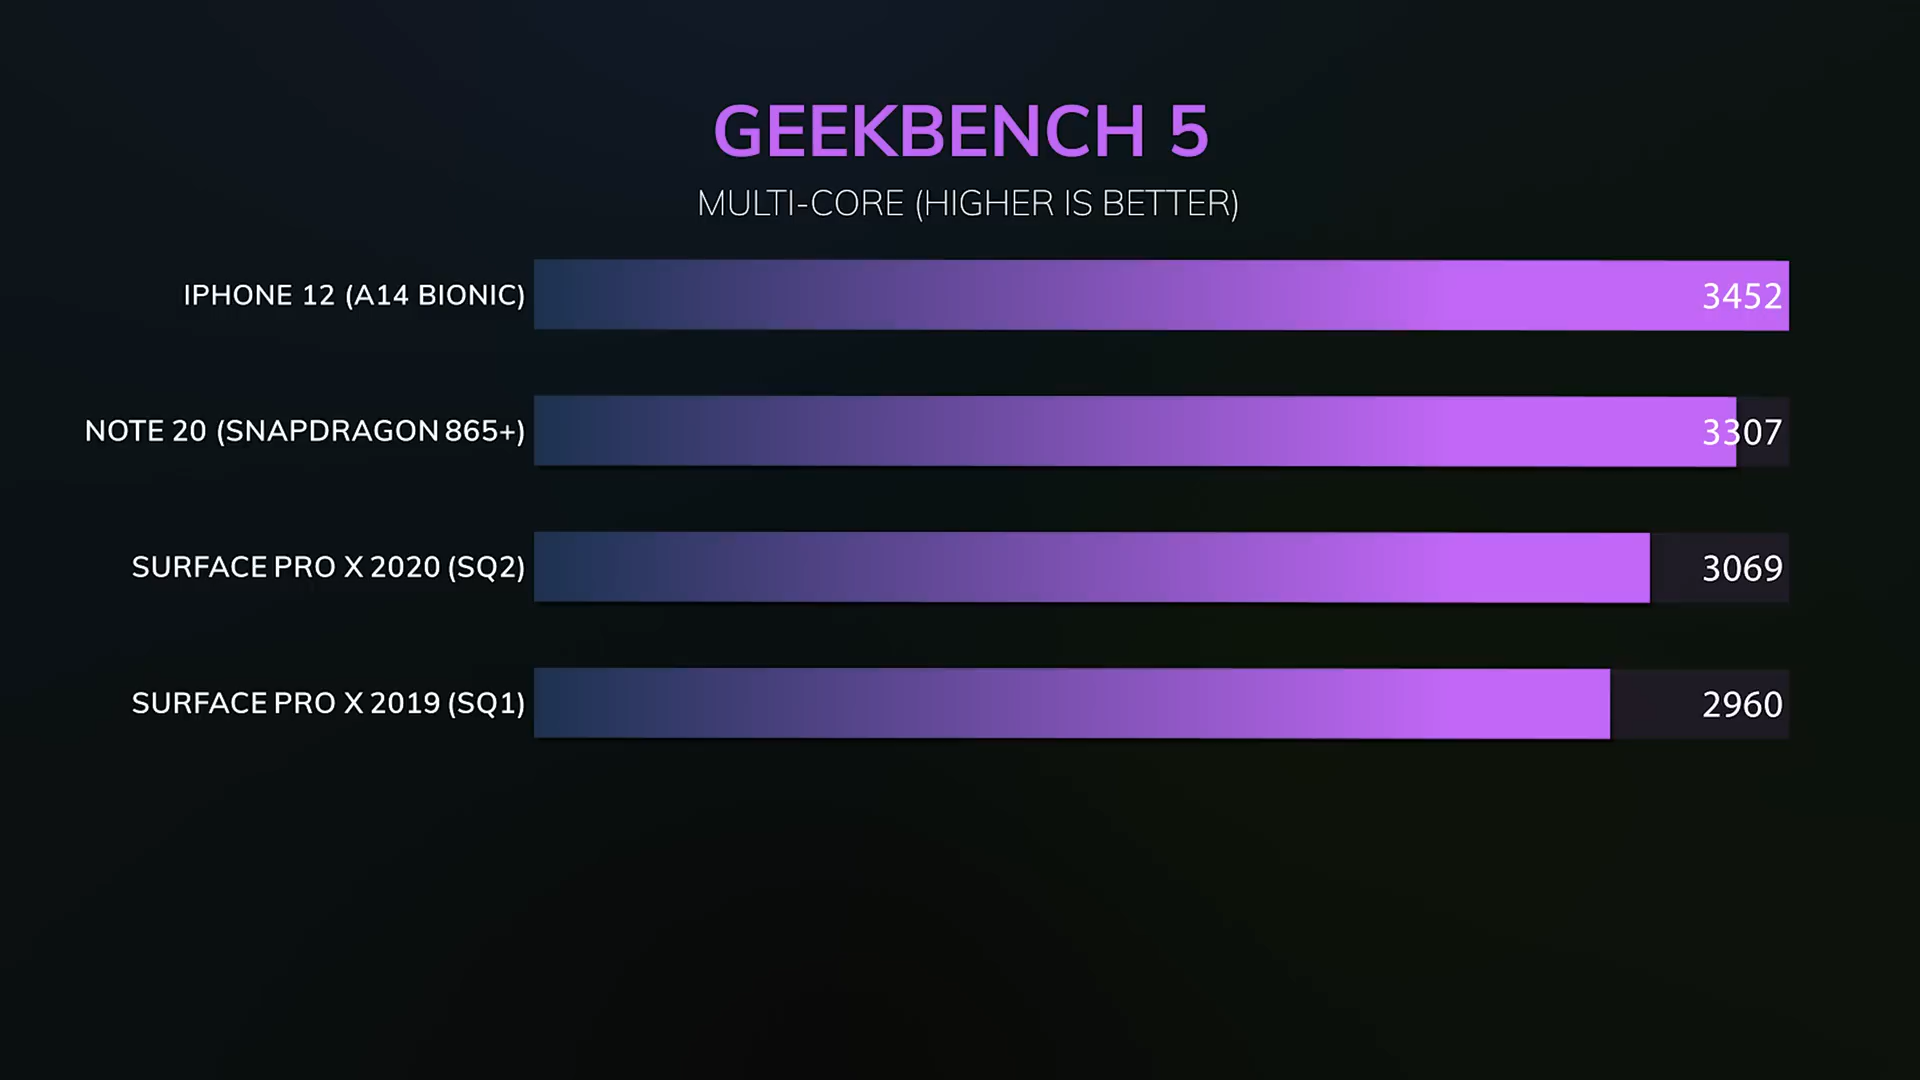 GEEKBENCH 5
MULTI-CORE (HIGHER IS BETTER)
IPHONE 12 (A14 BIONIC) 3452
NOTE 20 (SNAPDRAGON 865+) 3307
SURFACE PRO X 2020 (SQ2) 3069
SURFACE PRO X 2019 (SQ1) 2960